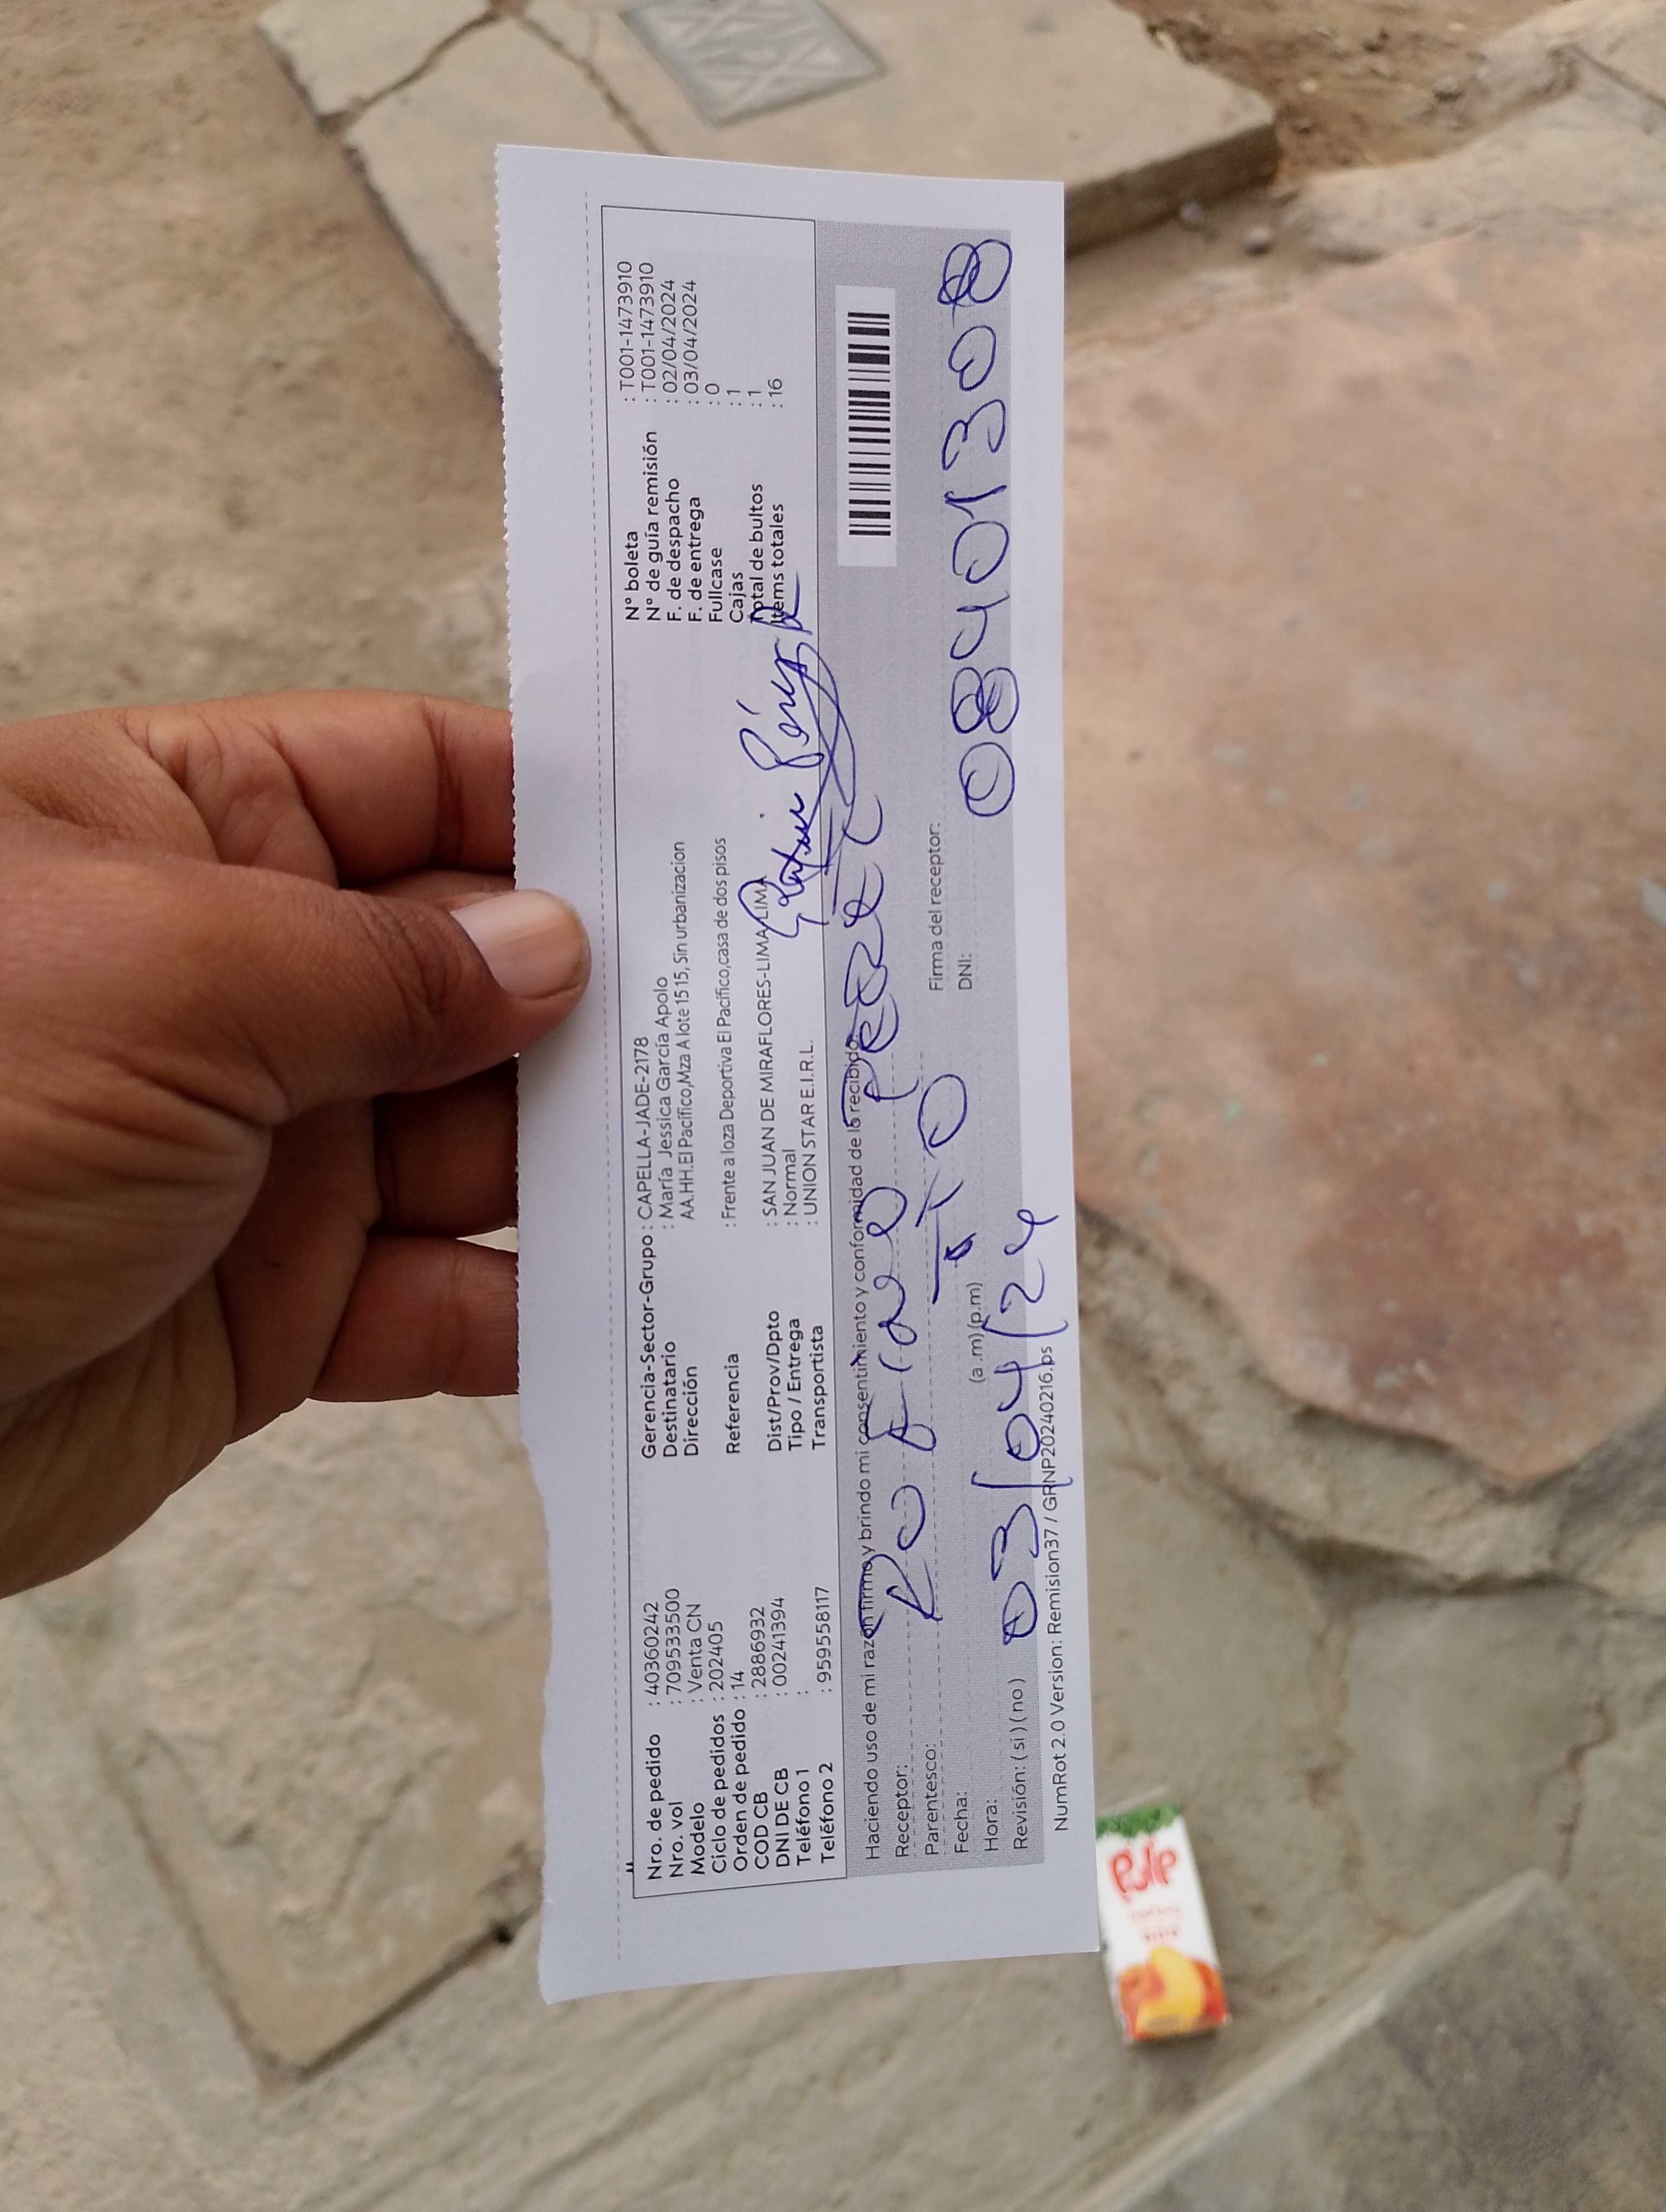 Nro. de pedido : 40360242
Nro. vol : 709533500
Modelo : Venta CN
Ciclo de pedidos : 202405
Orden de pedido : 14
COD CB : 2886932
DNI DE CB : 00241394
Teléfono 1 :
Teléfono 2 : 959558117
Gerencia-Sector-Grupo : CAPELLA-JADE-2178
Destinatario : María Jessica García Apolo
Dirección AA.HH.El Pacífico,Mza A lote 1515, Sin urbanizacion
Referencia : Frente a loza Deportiva El Pacífico,casa de dos pisos
Dist/Prov/Dpto : SAN JUAN DE MIRAFLORES-LIMA-LIMA
Tipo / Entrega : Normal
Transportista : UNION STAR E.I.R.L.
N° boleta : T001-1473910
N° de guía remisión : T001-1473910
F. de despacho : 02/04/2024
F. de entrega : 03/04/2024
Fullcase : 0
Cajas : 1
Total de bultos : 1
Items totales : 16
Pérez
Haciendo uso de mi razón firmo y brindo mi consentimiento y conformidad de lo recibido.
Receptor: Rafael Perez
Parentesco: Tío
Fecha: 03/04/24
Hora: (a.m) (p.m)
Revisión: (si) (no)
Firma del receptor:
DNI: 08401308
NumRot 2.0 Version: Remision37 / GRNP20240216.ps
Pulp